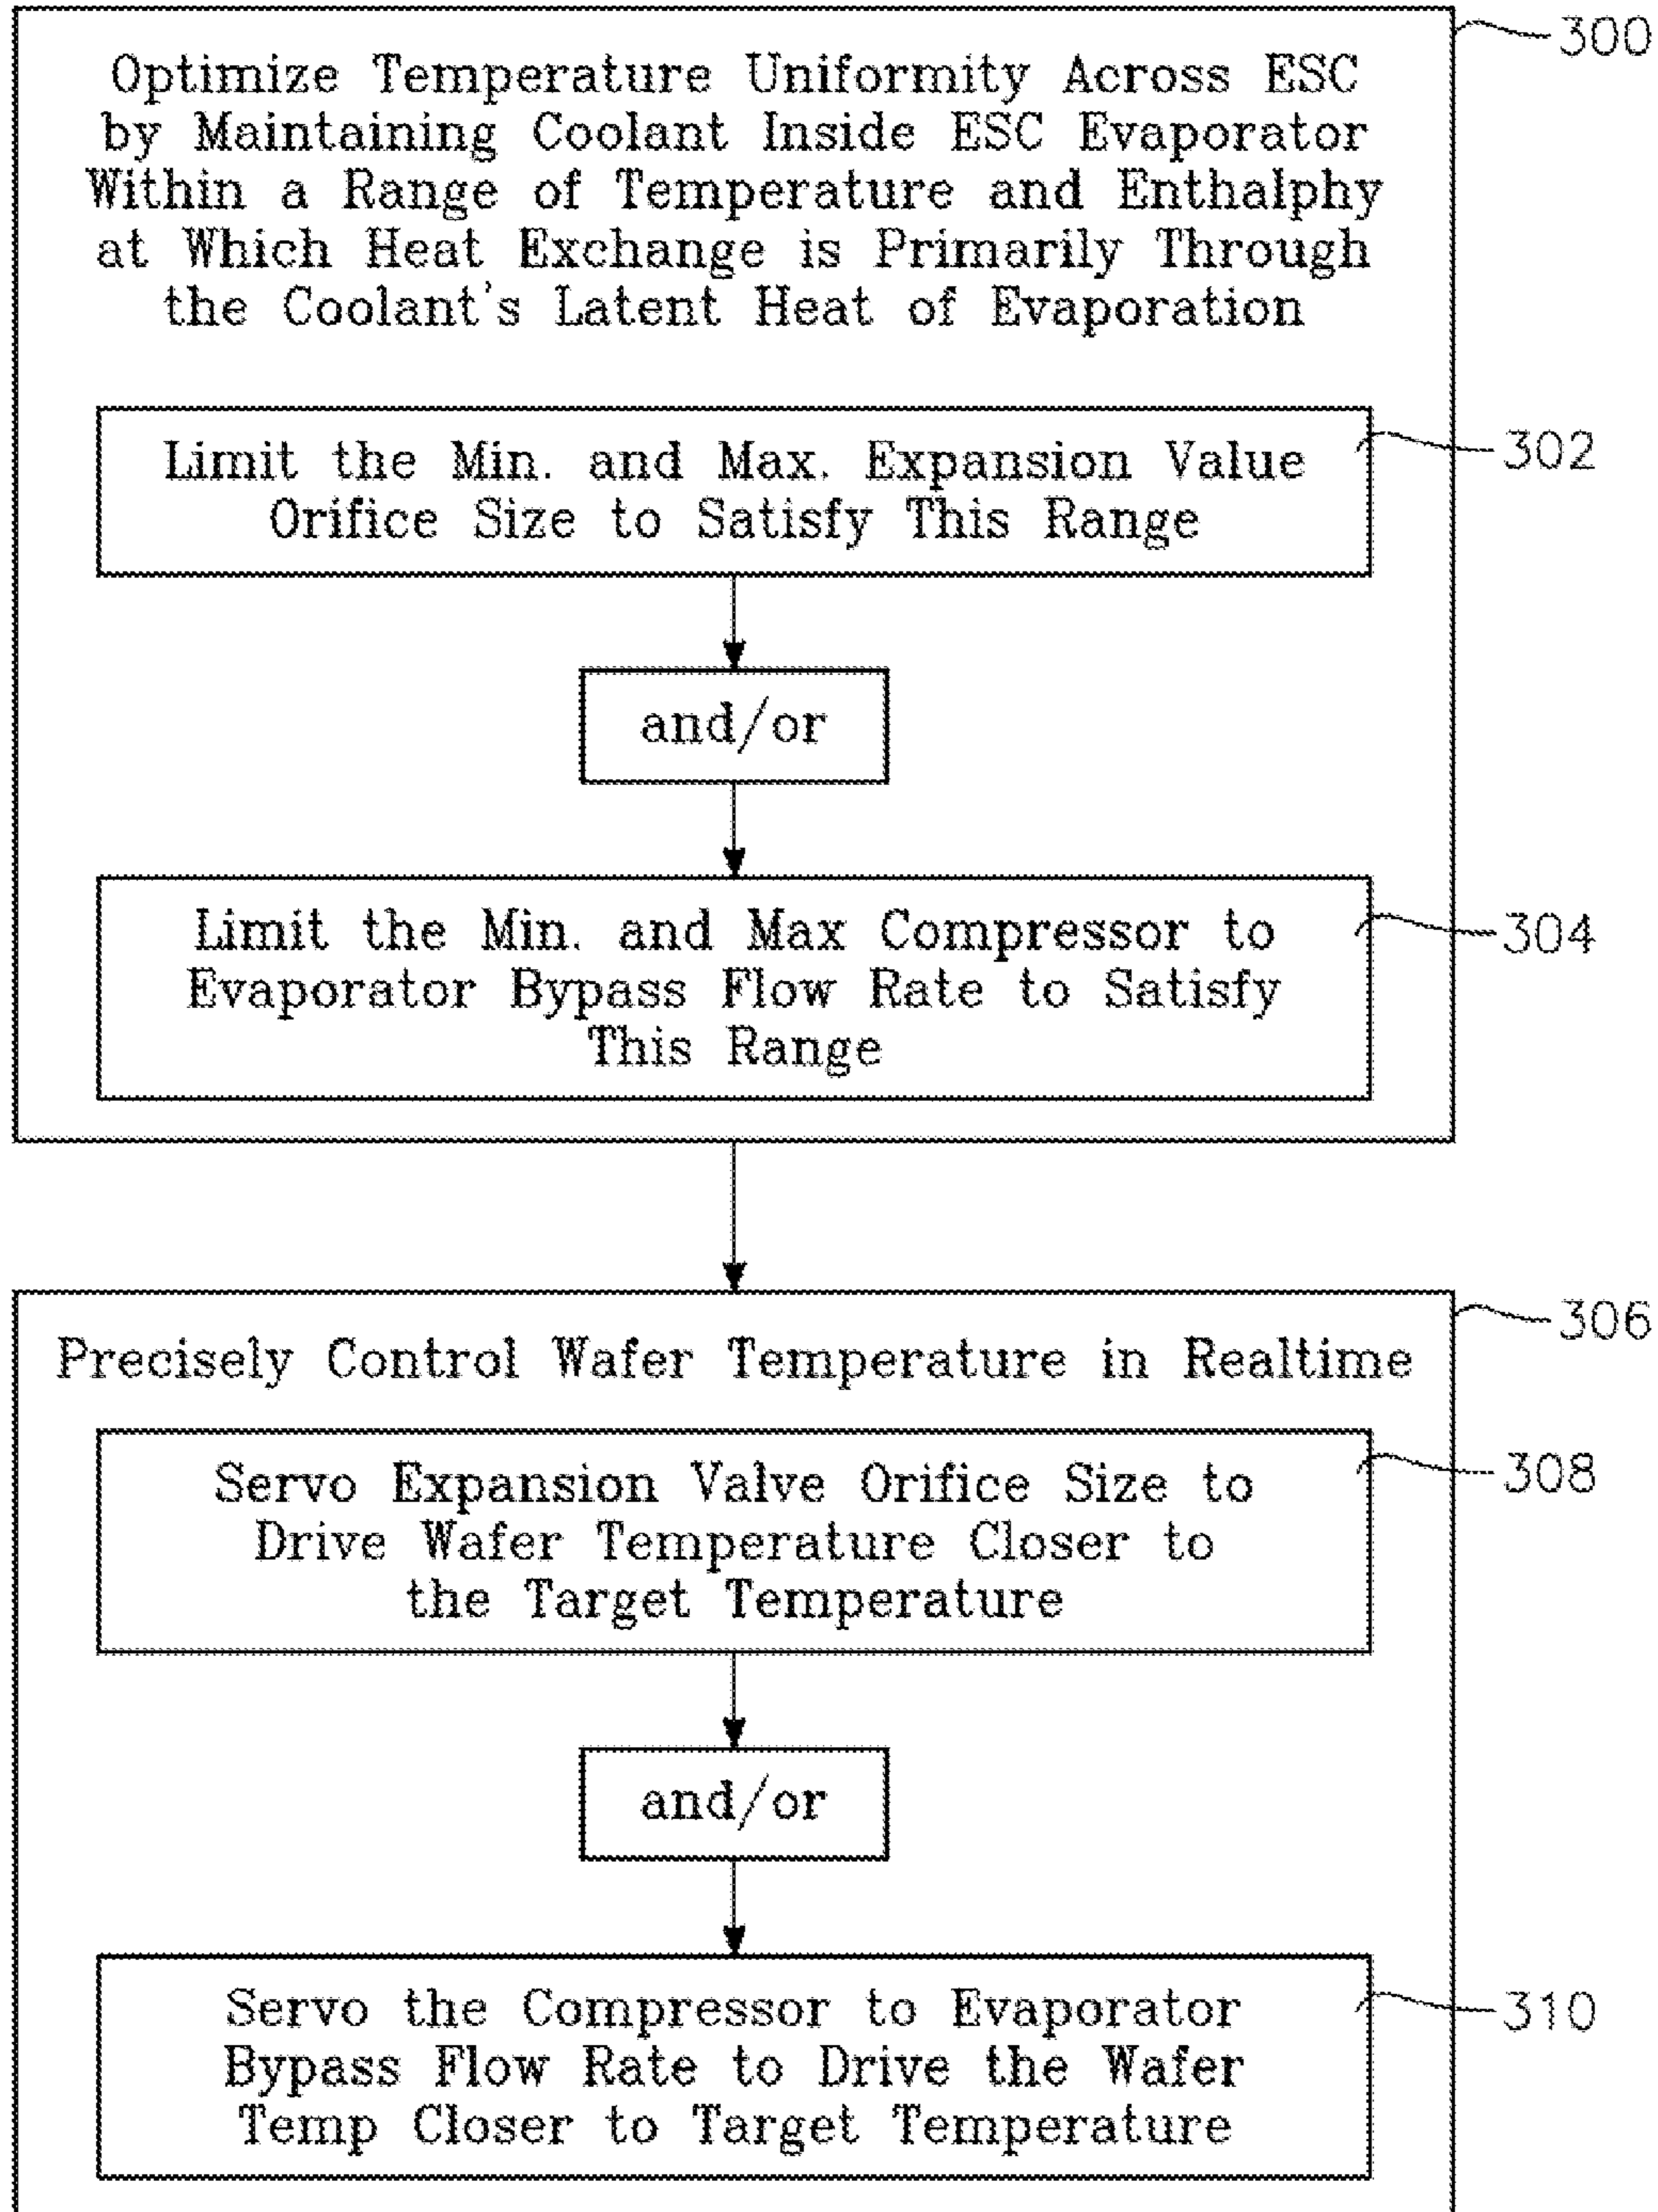 Optimize Temperature Uniformity Across ESC
by Maintaining Coolant Inside ESC Evaporator
Within a Range of Temperature and Enthalphy
at Which Heat Exchange is Primarily Through
the Coolant's Latent Heat of Evaporation
300
Limit the Min. and Max. Expansion Value
Orifice Size to Satisfy This Range
302
and/or
Limit the Min. and Max Compressor to
Evaporator Bypass Flow Rate to Satisfy
This Range
304
Precisely Control Wafer Temperature in Realtime
306
Servo Expansion Valve Orifice Size to
Drive Wafer Temperature Closer to
the Target Temperature
308
and/or
Servo the Compressor to Evaporator
Bypass Flow Rate to Drive the Wafer
Temp Closer to Target Temperature
310